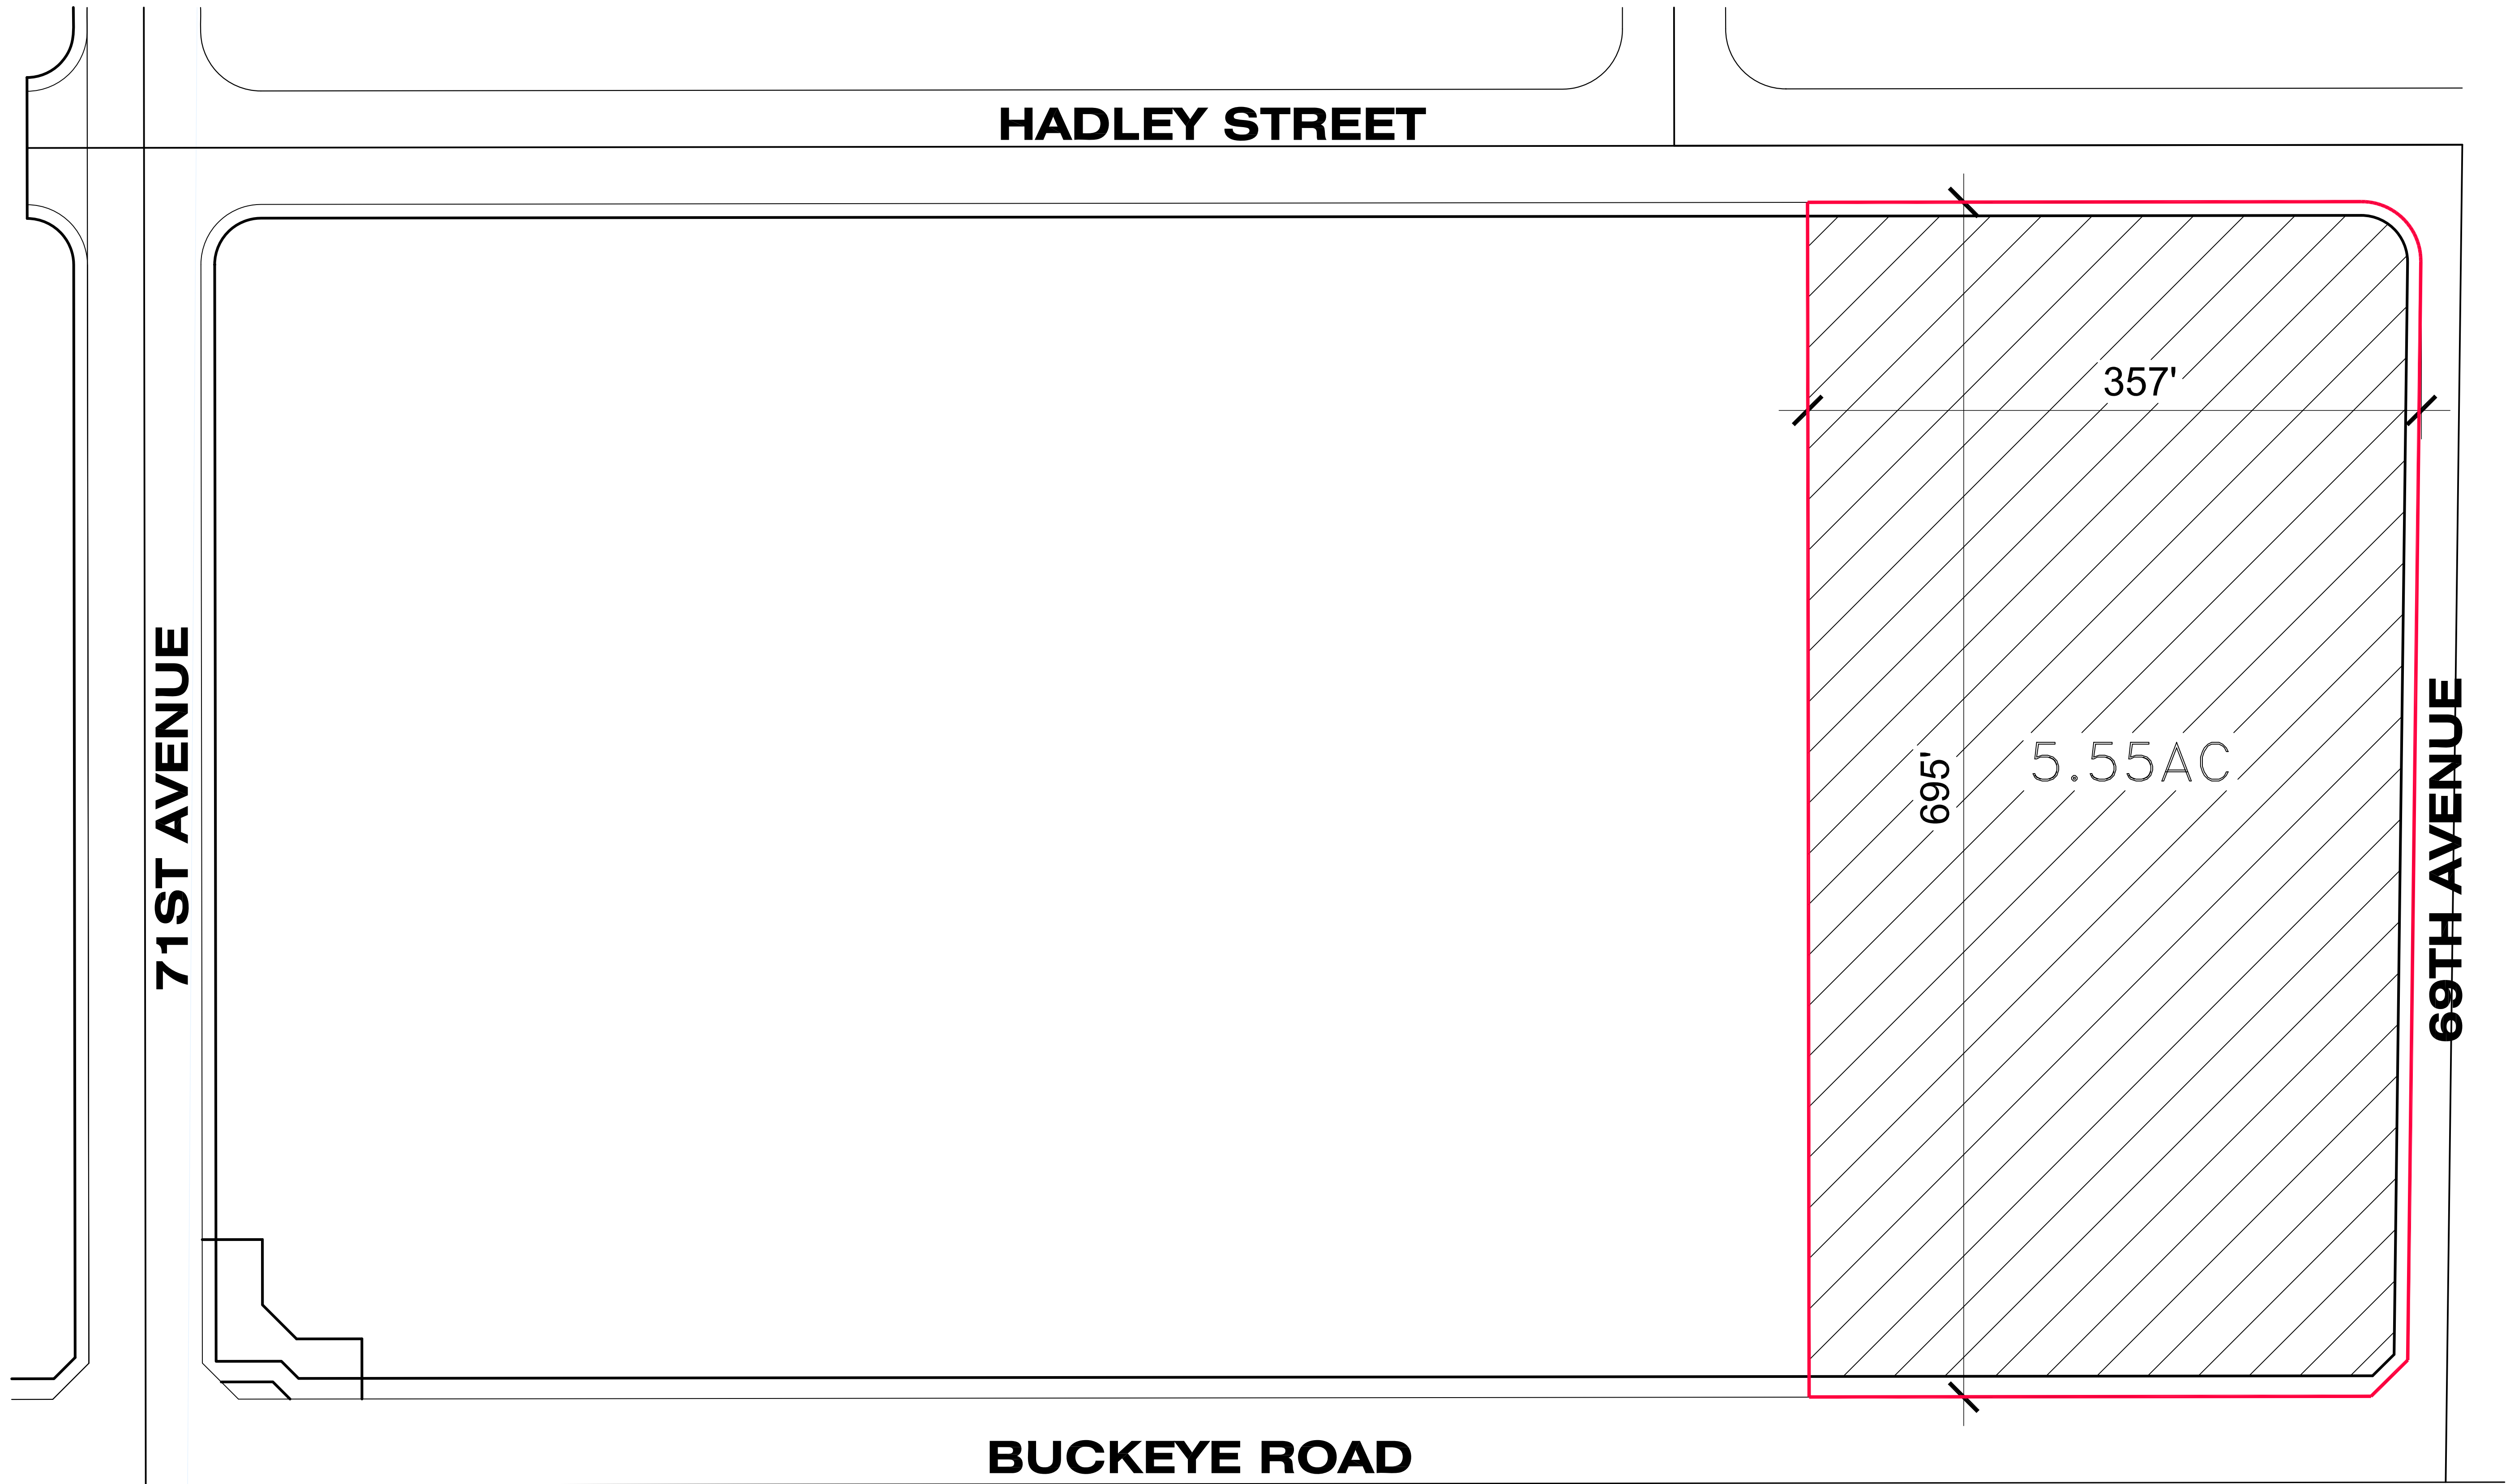 HADLEY STREET
357'
71ST AVENUE
695'
5.55AC
69TH AVENUE
BUCKEYE ROAD